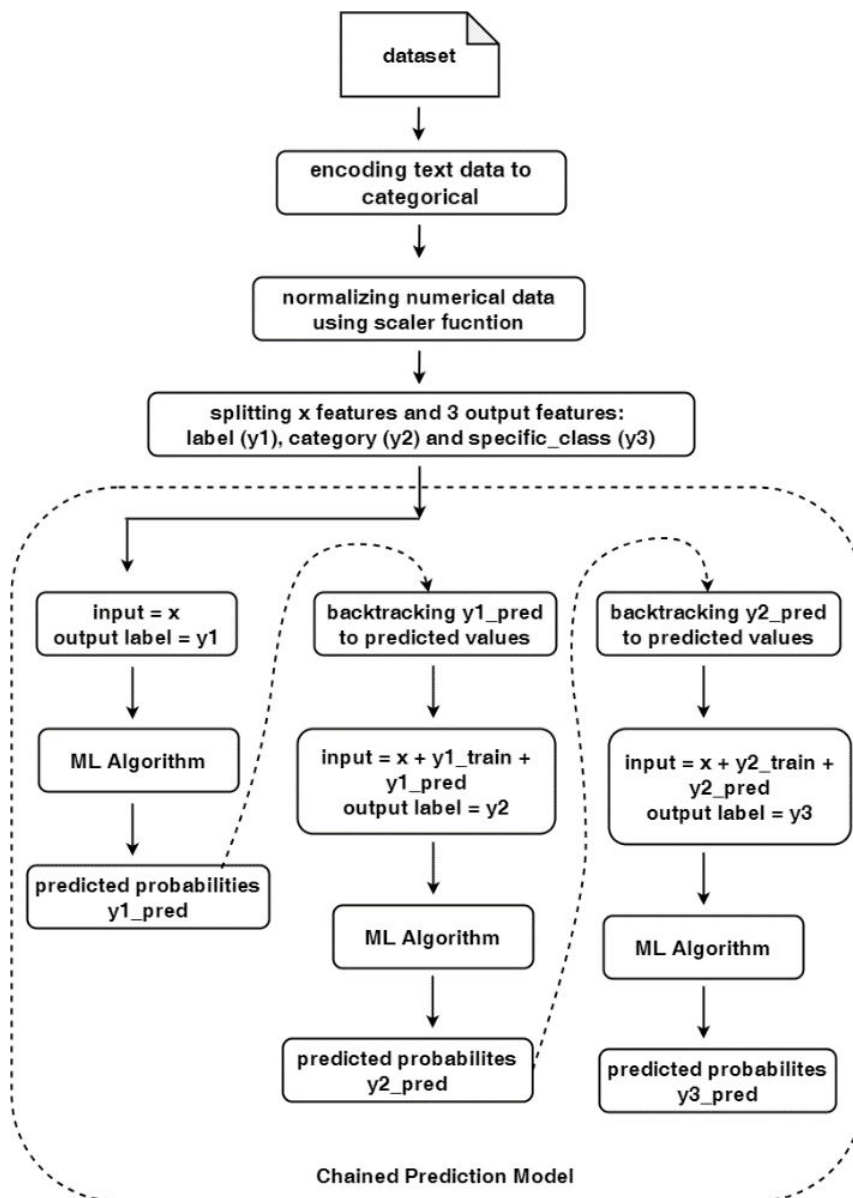 dataset
encoding text data to
categorical
normalizing numerical data
using scaler fucntion
splitting x features and 3 output features:
label (y1), category (y2) and specific_class (y3)
input = x
output label = y1
ML Algorithm
predicted probabilities
y1_pred
backtracking y1_pred
to predicted values
input = x + y1_train +
y1_pred
output label = y2
ML Algorithm
predicted probabilites
y2_pred
backtracking y2_pred
to predicted values
input = x + y2_train +
y2_pred
output label = y3
ML Algorithm
predicted probabilites
y3_pred
Chained Prediction Model